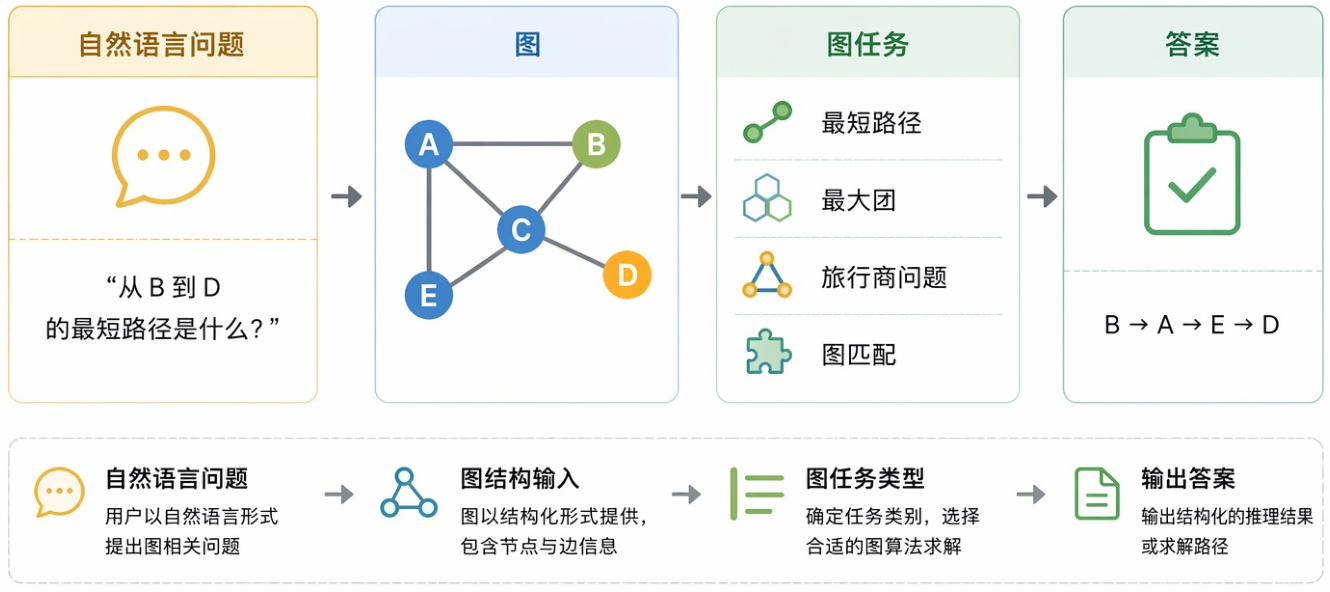 自然语言问题
图
图任务
答案
“从 B 到 D
的最短路径是什么？”
A
B
C
D
E
最短路径
最大团
旅行商问题
图匹配
B → A → E → D
自然语言问题
用户以自然语言形式
提出图相关问题
图结构输入
图以结构化形式提供，
包含节点与边信息
图任务类型
确定任务类别，选择
合适的图算法求解
输出答案
输出结构化的推理结果
或求解路径